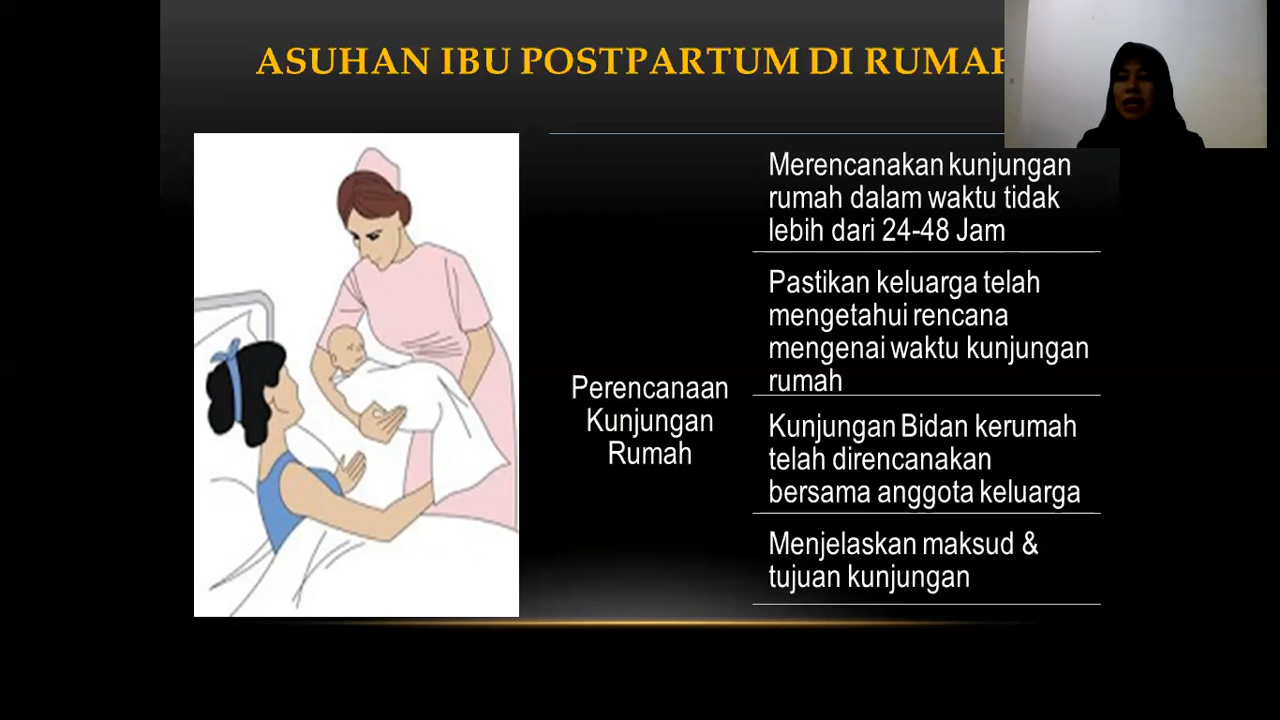 ASUHAN IBU POSTPARTUM DI RUMAH
Merencanakan kunjungan
rumah dalam waktu tidak
lebih dari 24-48 Jam
Pastikan keluarga telah
mengetahui rencana
mengenai waktu kunjungan
rumah
Perencanaan
Kunjungan
Rumah
Kunjungan Bidan kerumah
telah direncanakan
bersama anggota keluarga
Menjelaskan maksud &
tujuan kunjungan